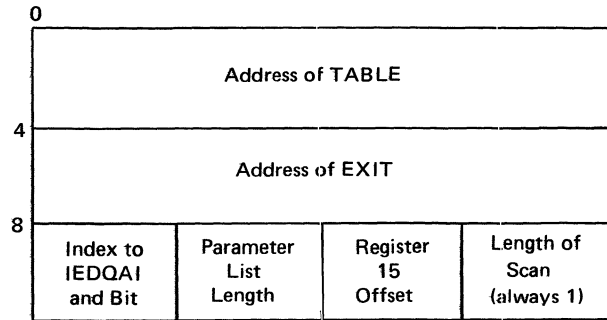 0
Address of TABLE
4
Address of EXIT
8
Index to IEDQAI and Bit
Parameter List Length
Register 15 Offset
Length of Scan (always 1)